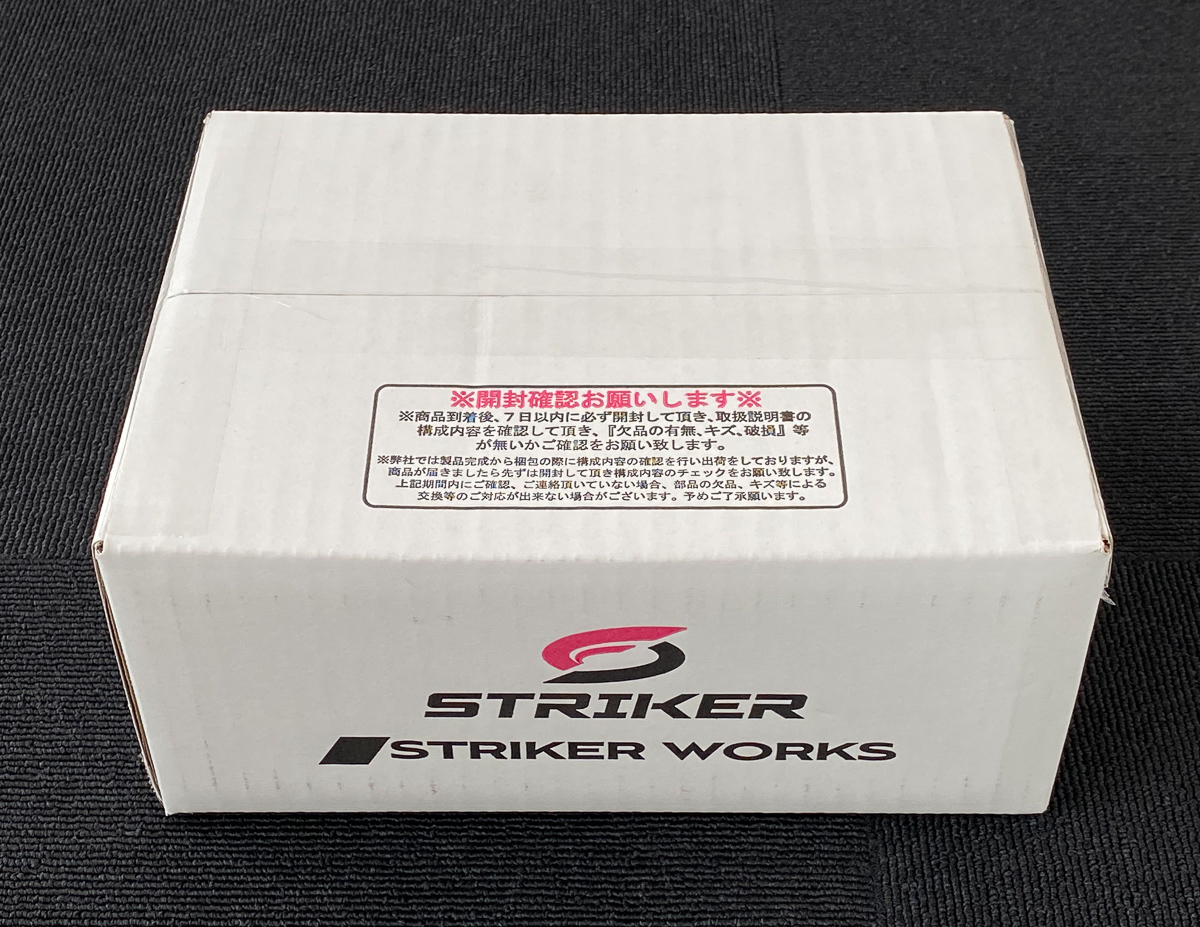 ※開封確認お願いします※
※商品到着後、7日以内に必ず開封して頂き、取扱説明書の
構成内容を確認して頂き、『欠品の有無、キズ、破損』等
が無いかご確認をお願い致します。
※弊社では製品完成から梱包の際に構成内容の確認を行い出荷をしておりますが、
商品が届きましたら先ずは開封して頂き構成内容のチェックをお願い致します。
上記期間内にご確認、ご連絡頂いていない場合、部品の欠品、キズ等による
交換等のご対応が出来ない場合がございます。予めご了承願います。
STRIKER
STRIKER WORKS